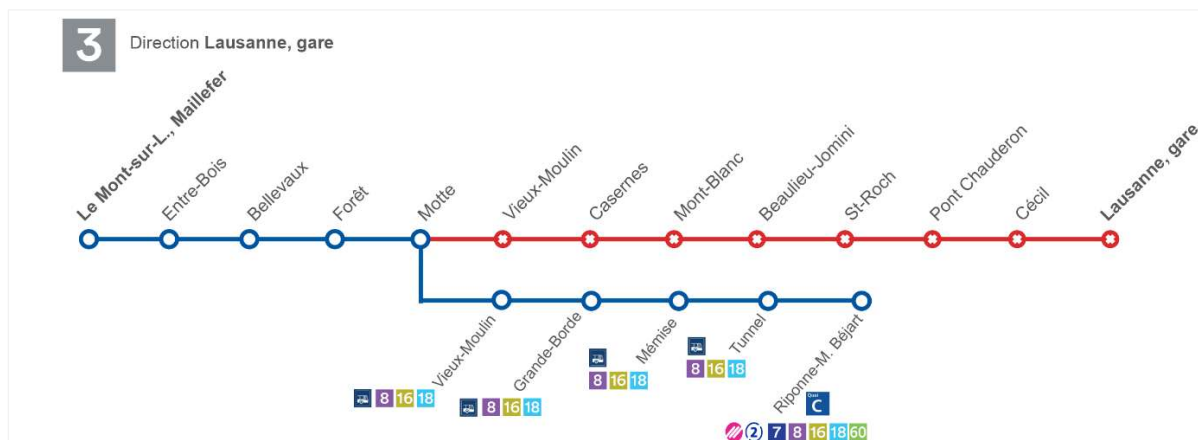 3
Direction Lausanne, gare
Le Mont-sur-L., Maillefer
Entre-Bois
Bellevaux
Forêt
Motte
Vieux-Moulin
Casernes
Mont-Blanc
Beaulieu-Jomini
St-Roch
Pont Chauderon
Cécil
Lausanne, gare
Vieux-Moulin
8 16 18
Grande-Borde
8 16 18
Mémise
8 16 18
Tunnel
8 16 18
Riponne-M. Béjart
Quai
C
2 7 8 16 18 60